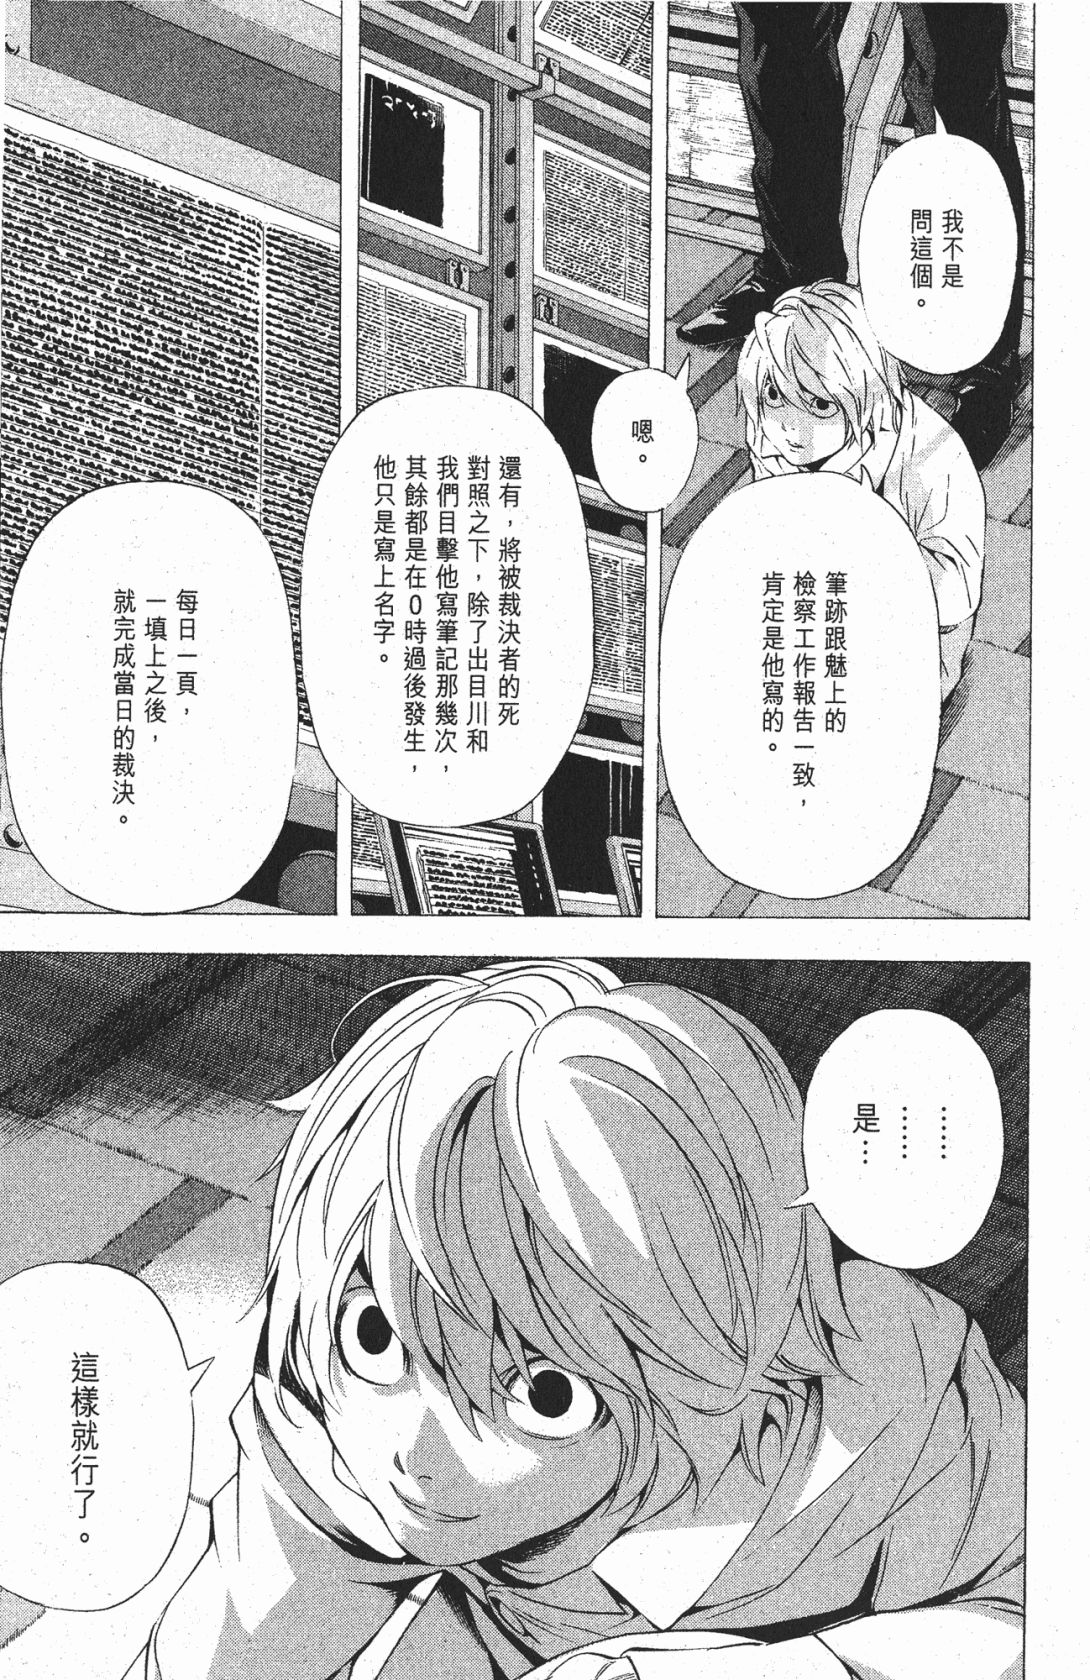 我不是
問這個。
筆跡跟魅上的
檢察工作報告一致，
肯定是他寫的。
嗯。
還有，將被裁決者的死
對照之下，除了出目川和
我們目擊他寫筆記那幾次，
其餘都是在０時過後發生，
他只是寫上名字。
每日一頁，
一填上之後，
就完成當日的裁決。
……
……
是…
這樣就行了。